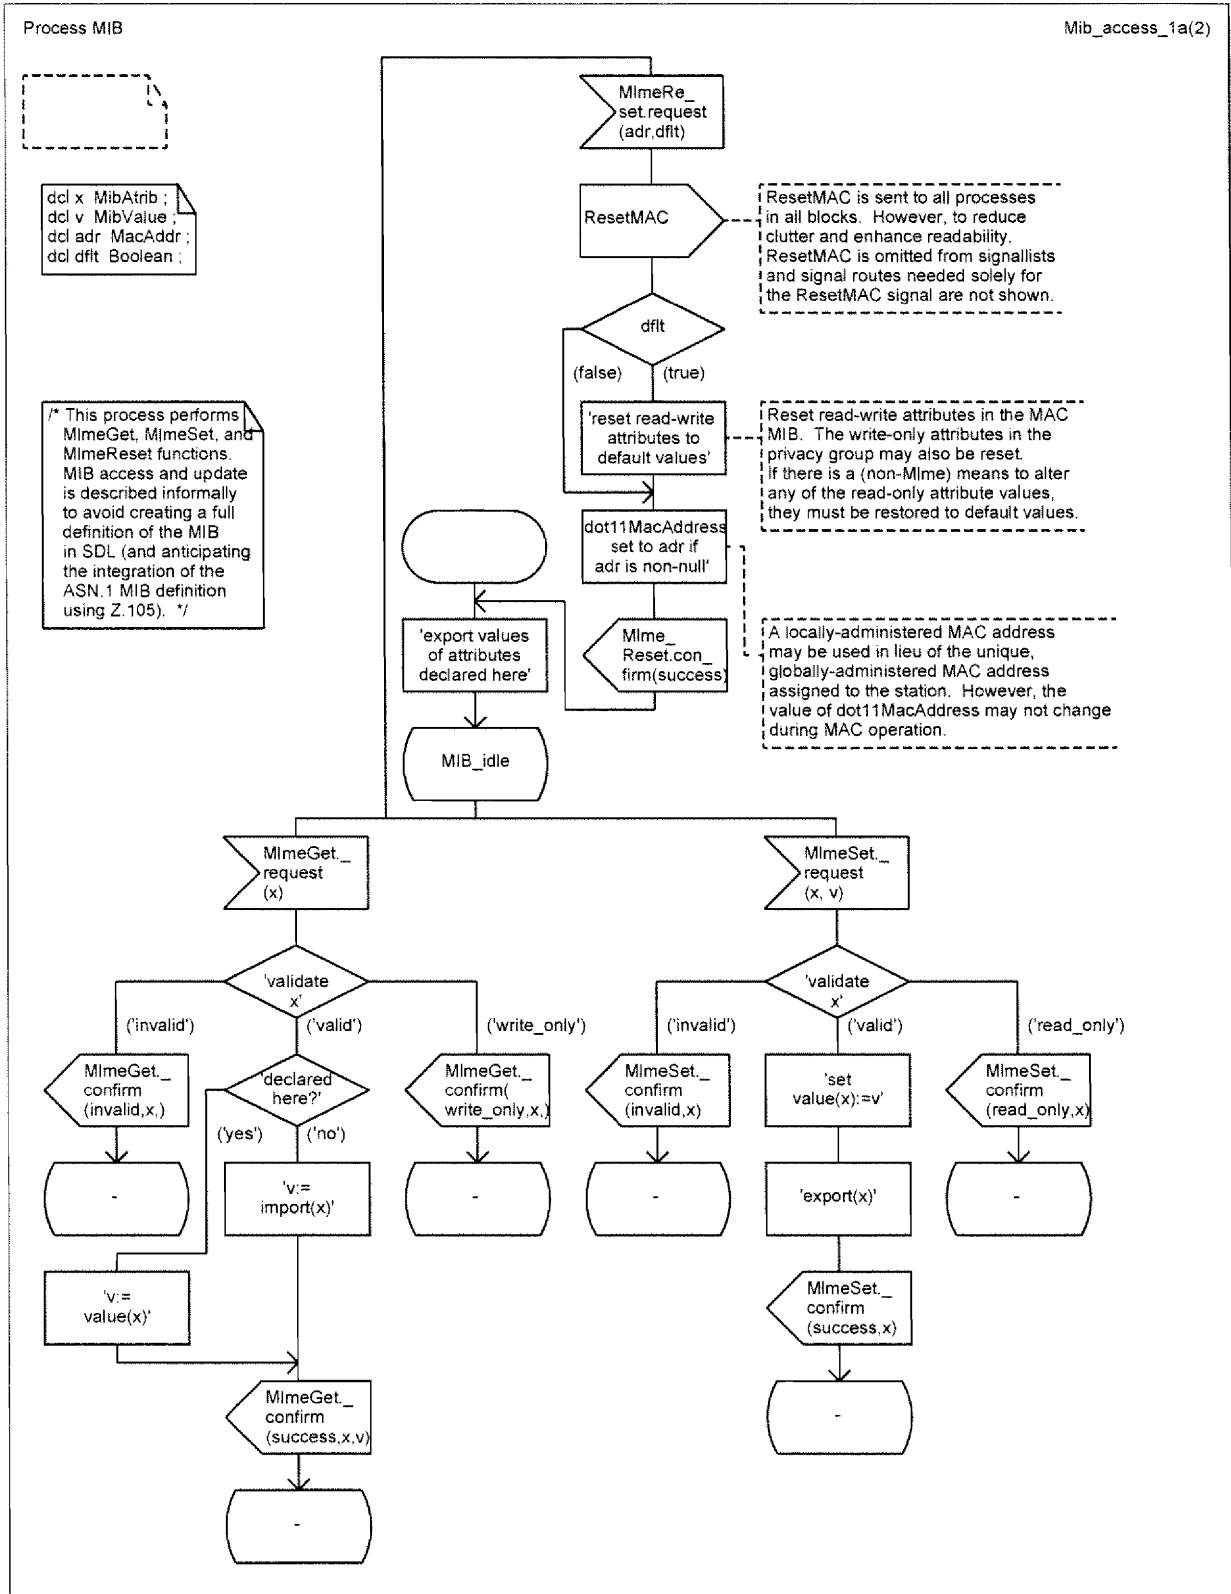 Process MIB
Mib_access_1a(2)
MlmeRe_
set.request
(adr,dflt)
dcl x MibAtrib ;
dcl v MibValue ;
dcl adr MacAddr ;
dcl dflt Boolean ;
ResetMAC
ResetMAC is sent to all processes
in all blocks. However, to reduce
clutter and enhance readability,
ResetMAC is omitted from signallists
and signal routes needed solely for
the ResetMAC signal are not shown.
dflt
(false)
(true)
/* This process performs
MlmeGet, MlmeSet, and
MlmeReset functions.
MIB access and update
is described informally
to avoid creating a full
definition of the MIB
in SDL (and anticipating
the integration of the
ASN.1 MIB definition
using Z.105). */
'reset read-write
attributes to
default values'
Reset read-write attributes in the MAC
MIB. The write-only attributes in the
privacy group may also be reset.
If there is a (non-Mlme) means to alter
any of the read-only attribute values,
they must be restored to default values.
dot11MacAddress
set to adr if
adr is non-null'
'export values
of attributes
declared here'
Mlme_
Reset.con_
firm(success)
A locally-administered MAC address
may be used in lieu of the unique,
globally-administered MAC address
assigned to the station. However, the
value of dot11MacAddress may not change
during MAC operation.
MIB_idle
MlmeGet._
request
(x)
MlmeSet._
request
(x, v)
'validate
x'
'validate
x'
('invalid')
('valid')
('write_only')
('invalid')
('valid')
('read_only')
MlmeGet._
confirm
(invalid,x,)
'declared
here?'
MlmeGet._
confirm(
write_only,x,)
MlmeSet._
confirm
(invalid,x)
'set
value(x):=v'
MlmeSet._
confirm
(read_only,x)
('yes')
('no')
-
'v:=
import(x)'
-
-
'export(x)'
-
'v:=
value(x)'
MlmeSet._
confirm
(success,x)
MlmeGet._
confirm
(success,x,v)
-
-